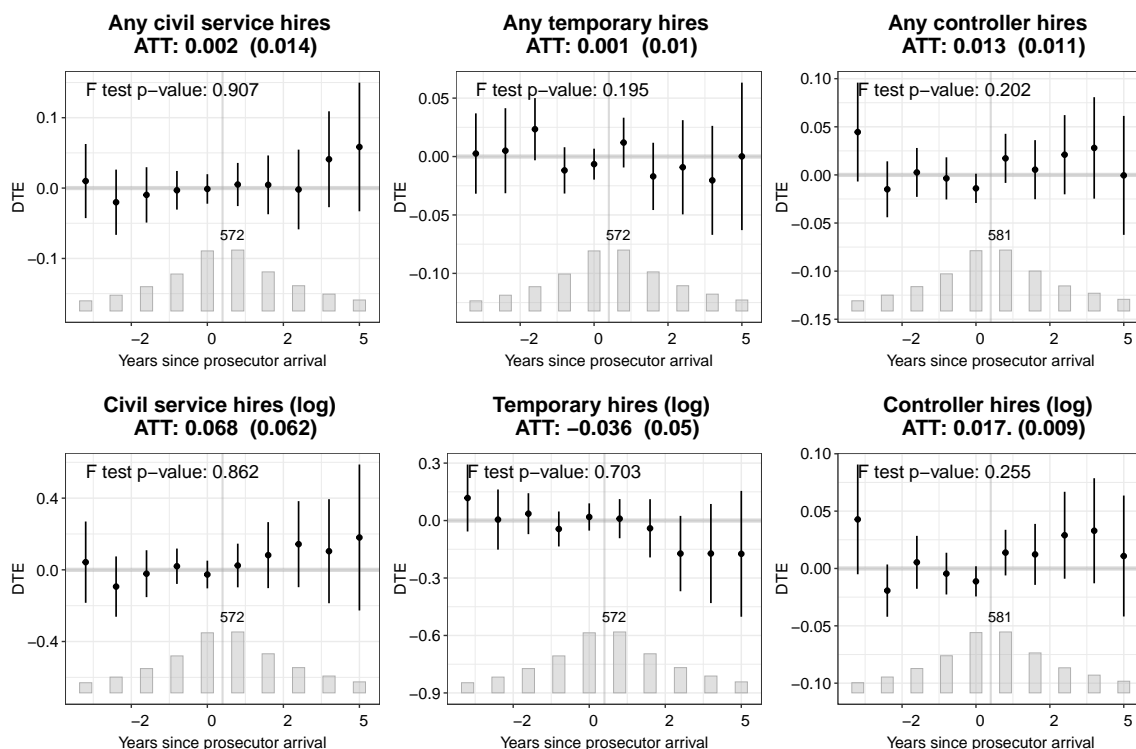 Any civil service hires
ATT: 0.002 (0.014)
F test p−value: 0.907
0.1
0.0
−0.1
DTE
572
−2
0
2
5
Years since prosecutor arrival
Any temporary hires
ATT: 0.001 (0.01)
F test p−value: 0.195
0.05
0.00
−0.05
−0.10
DTE
572
−2
0
2
5
Years since prosecutor arrival
Any controller hires
ATT: 0.013 (0.011)
F test p−value: 0.202
0.10
0.05
0.00
−0.05
−0.10
−0.15
DTE
581
−2
0
2
5
Years since prosecutor arrival
Civil service hires (log)
ATT: 0.068 (0.062)
F test p−value: 0.862
0.4
0.0
−0.4
DTE
572
−2
0
2
5
Years since prosecutor arrival
Temporary hires (log)
ATT: −0.036 (0.05)
F test p−value: 0.703
0.3
0.0
−0.3
−0.6
−0.9
DTE
572
−2
0
2
5
Years since prosecutor arrival
Controller hires (log)
ATT: 0.017. (0.009)
F test p−value: 0.255
0.10
0.05
0.00
−0.05
−0.10
DTE
581
−2
0
2
5
Years since prosecutor arrival